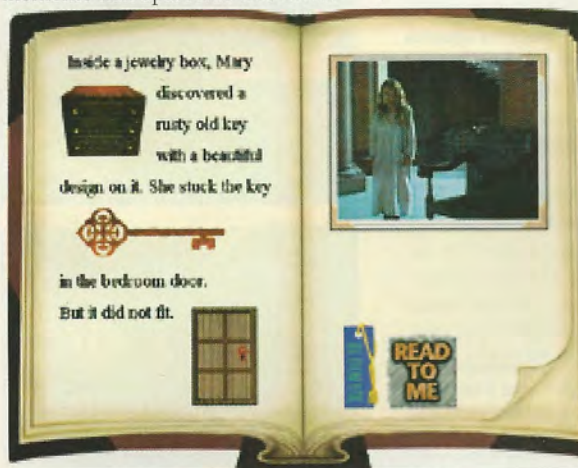 Inside a jewelry box, Mary
discovered a
rusty old key
with a beautiful
design on it. She stuck the key
in the bedroom door.
But it did not fit.
READ
TO
ME